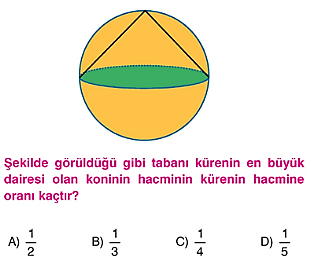 Şekilde görüldüğü gibi tabanı kürenin en büyük
dairesi olan koninin hacminin kürenin hacmine
oranı kaçtır?
A) 1/2 B) 1/3 C) 1/4 D) 1/5